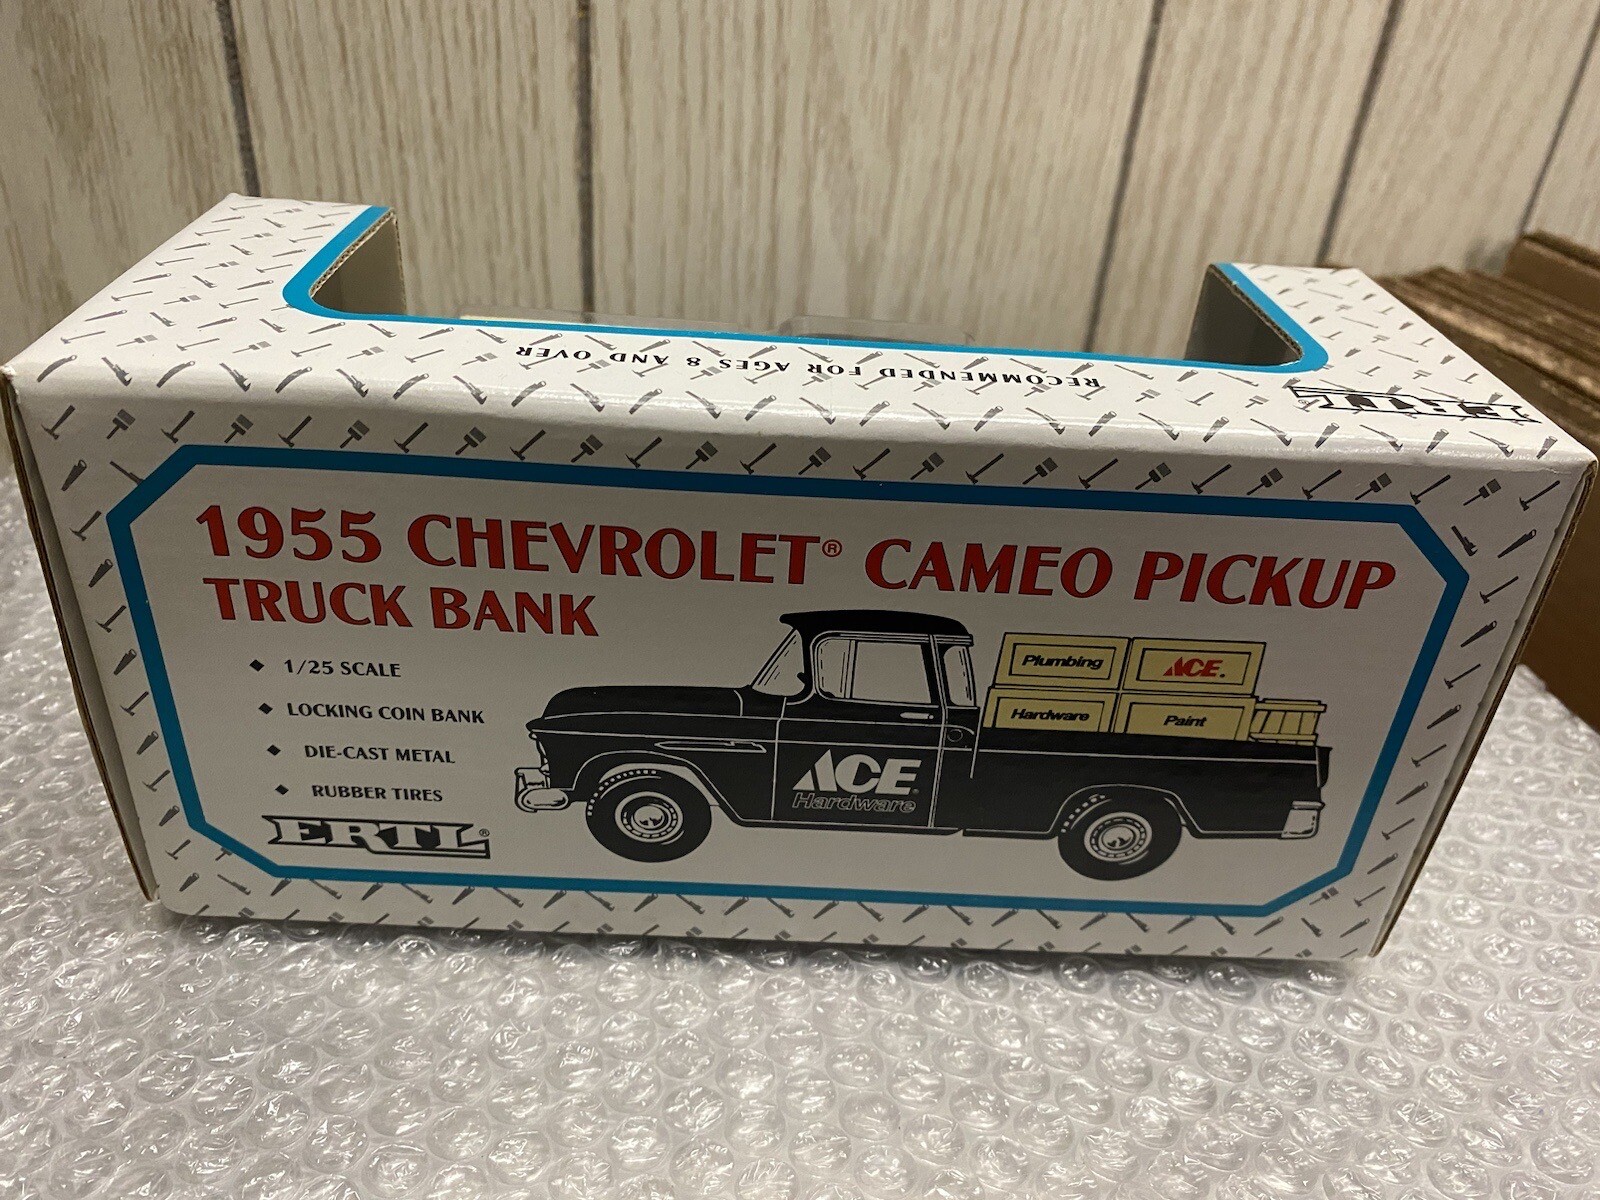 RECOMMENDED FOR AGES 8 AND OVER
ERTL®
1955 CHEVROLET® CAMEO PICKUP
TRUCK BANK
◆ 1/25 SCALE
◆ LOCKING COIN BANK
◆ DIE-CAST METAL
◆ RUBBER TIRES
ERTL®
Plumbing
ACE.
Hardware
Paint
ACE®
Hardware